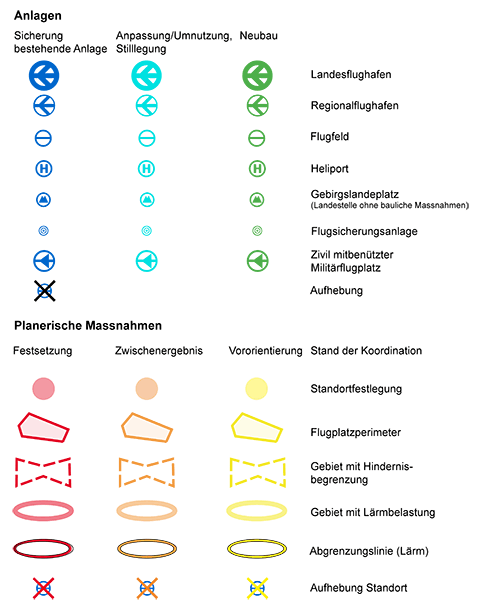 Anlagen
Sicherung Anpassung/Umnutzung, Neubau
bestehende Anlage Stilllegung
Landesflughafen
Regionalflughafen
Flugfeld
H H H Heliport
Gebirgslandeplatz
(Landestelle ohne bauliche Massnahmen)
Flugsicherungsanlage
Zivil mitbenützter
Militärflugplatz
Aufhebung
Planerische Massnahmen
Festsetzung Zwischenergebnis Vororientierung Stand der Koordination
Standortfestlegung
Flugplatzperimeter
Gebiet mit Hindernis-
begrenzung
Gebiet mit Lärmbelastung
Abgrenzungslinie (Lärm)
Aufhebung Standort